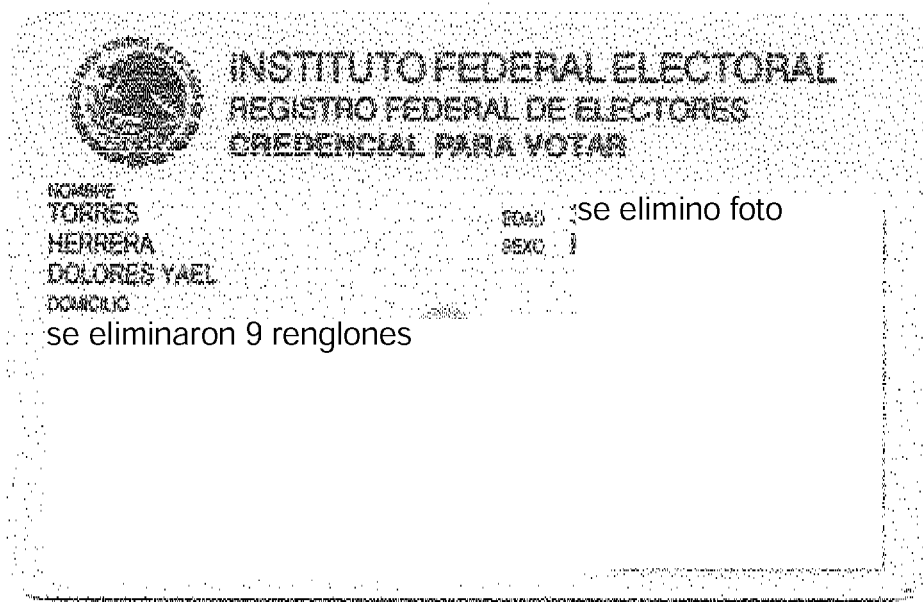 INSTITUTO FEDERAL ELECTORAL
REGISTRO FEDERAL DE ELECTORES
CREDENCIAL PARA VOTAR
NOMBRE
TORRES
HERRERA
DOLORES YAEL
DOMICILIO
EDAD
SEXO
se elimino foto
se eliminaron 9 renglones